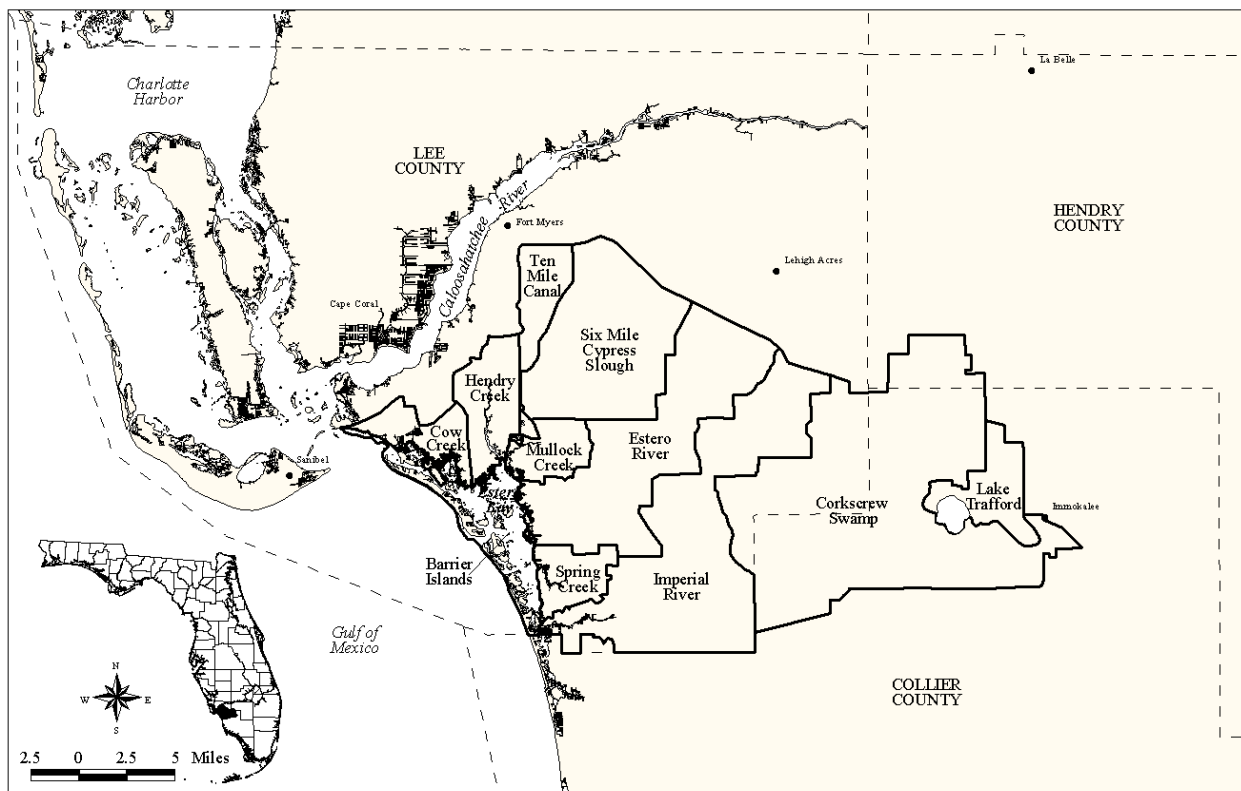 La Belle
Charlotte
Harbor
LEE
COUNTY
HENDRY
COUNTY
Fort Myers
Caloosahatchee River
Lehigh Acres
Ten
Mile
Canal
Cape Coral
Six Mile
Cypress
Slough
Hendry
Creek
Cow
Creek
Mullock
Creek
Estero
River
Sanibel
Estero
Bay
Corkscrew
Swamp
Lake
Trafford
Immokalee
Barrier
Islands
Spring
Creek
Imperial
River
Gulf of
Mexico
COLLIER
COUNTY
N
W
E
S
2.5 0 2.5 5 Miles